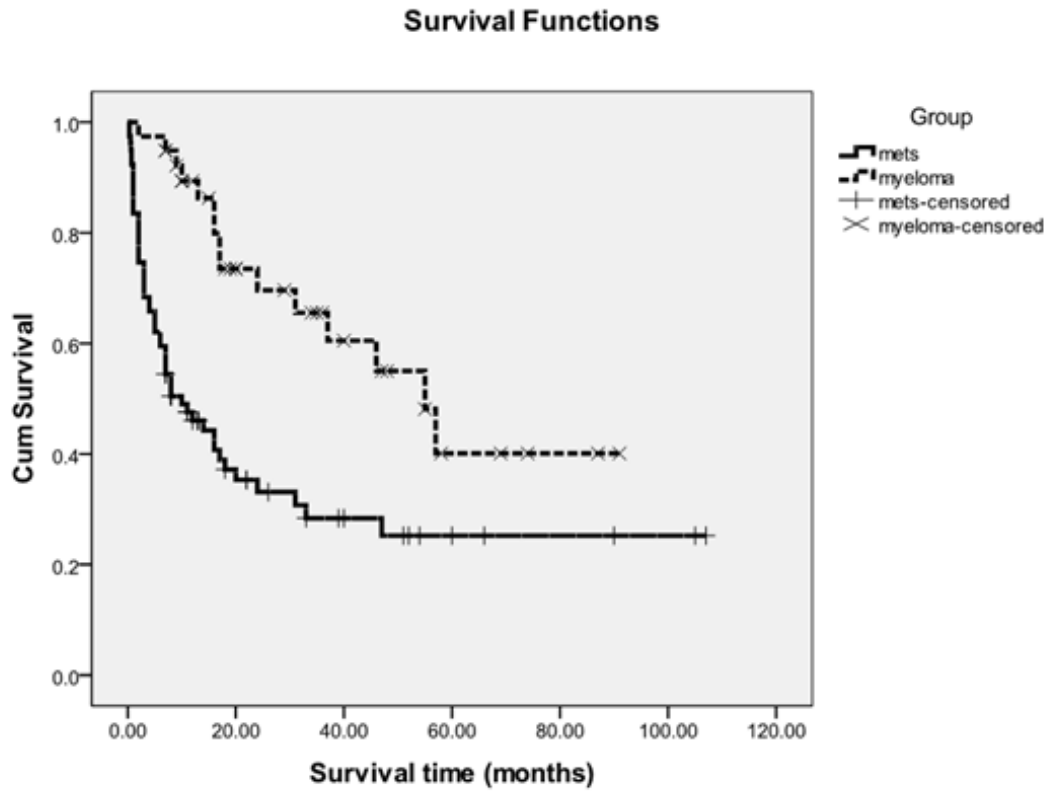 Survival Functions
Group
mets
myeloma
mets-censored
myeloma-censored
Cum Survival
1.0
0.8
0.6
0.4
0.2
0.0
0.00 20.00 40.00 60.00 80.00 100.00 120.00
Survival time (months)